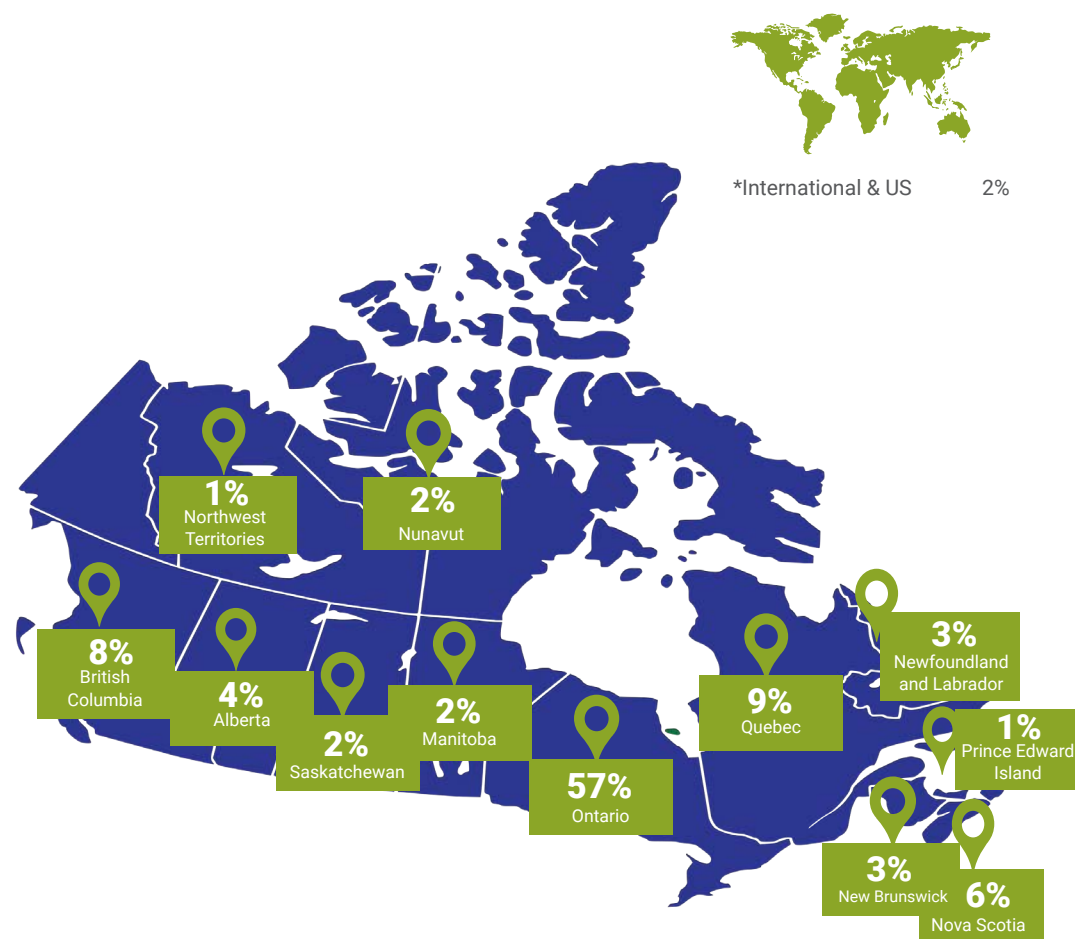 *International & US 2%
1%
Northwest
Territories
2%
Nunavut
8%
British
Columbia
4%
Alberta
2%
Saskatchewan
2%
Manitoba
57%
Ontario
9%
Quebec
3%
Newfoundland
and Labrador
1%
Prince Edward
Island
3%
New Brunswick
6%
Nova Scotia